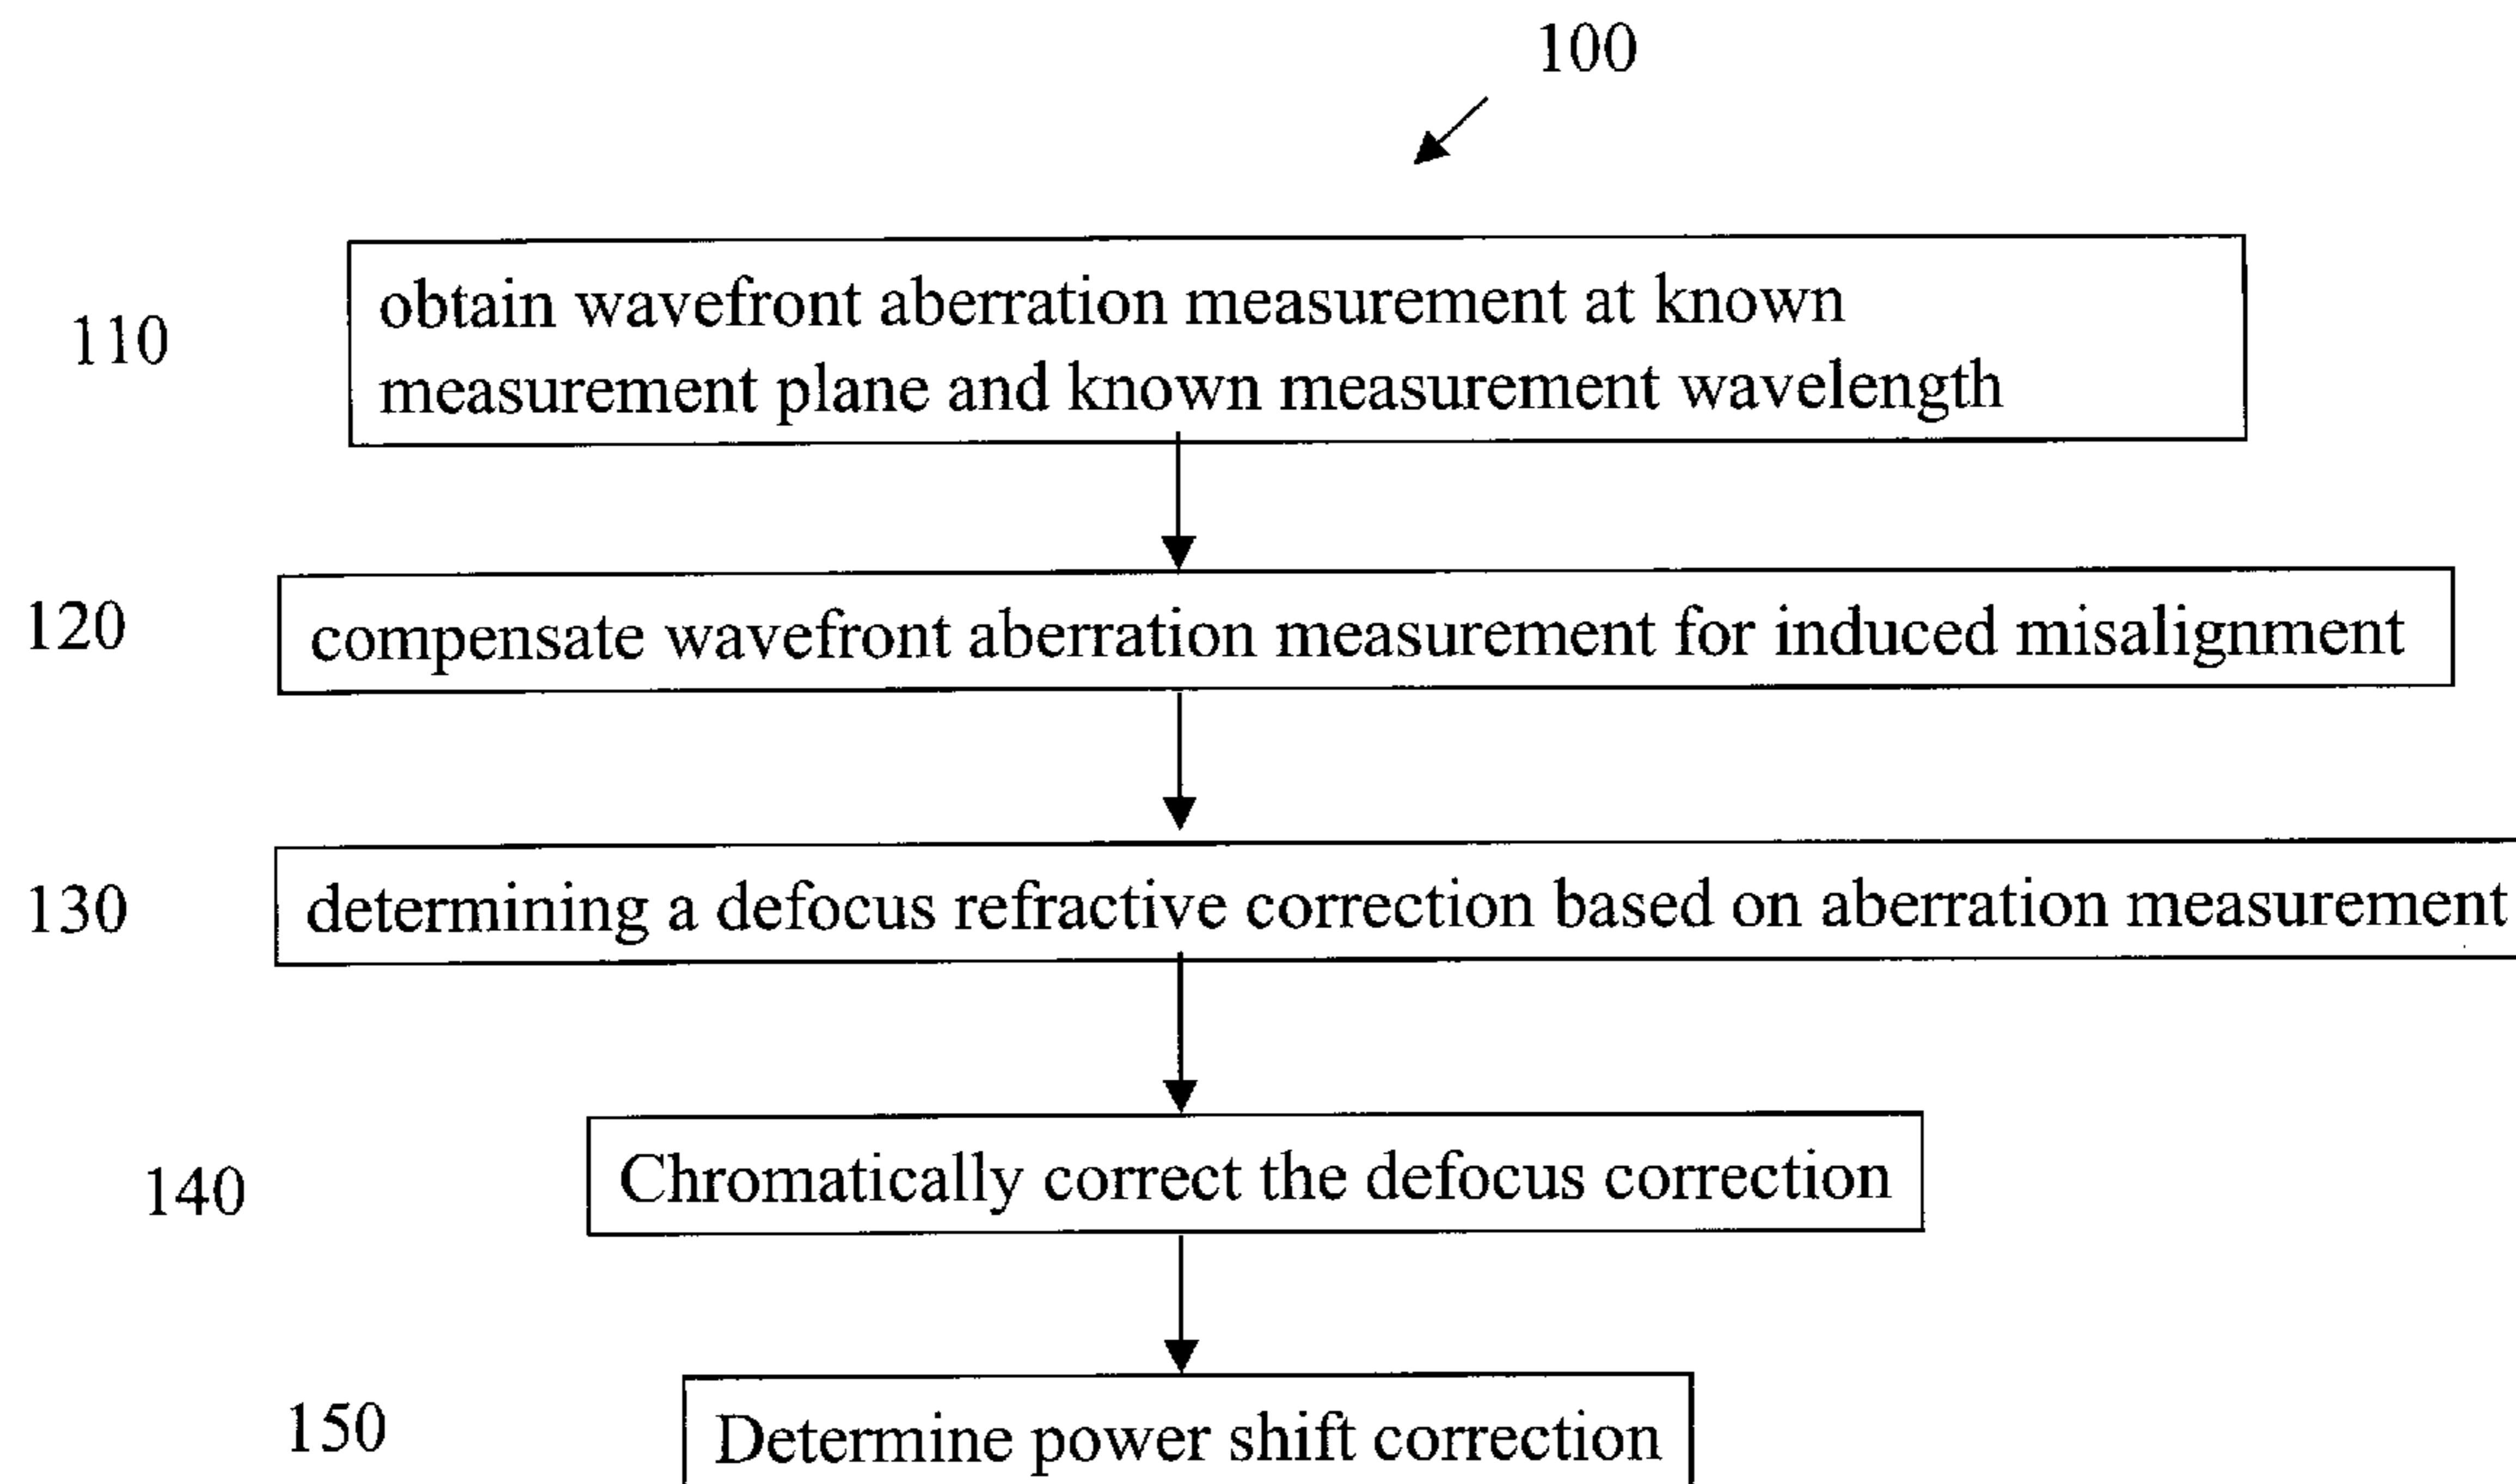 100
110
obtain wavefront aberration measurement at known
measurement plane and known measurement wavelength
120
compensate wavefront aberration measurement for induced misalignment
130
determining a defocus refractive correction based on aberration measurement
140
Chromatically correct the defocus correction
150
Determine power shift correction